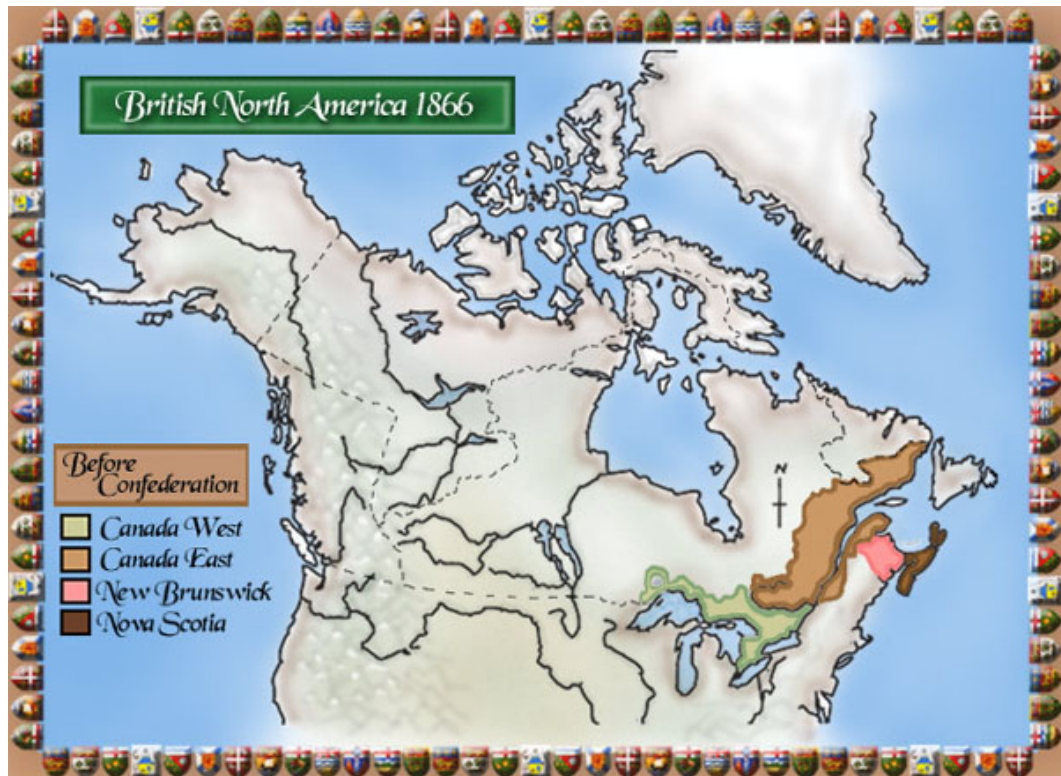 British North America 1866
Before
Confederation
Canada West
Canada East
New Brunswick
Nova Scotia
N